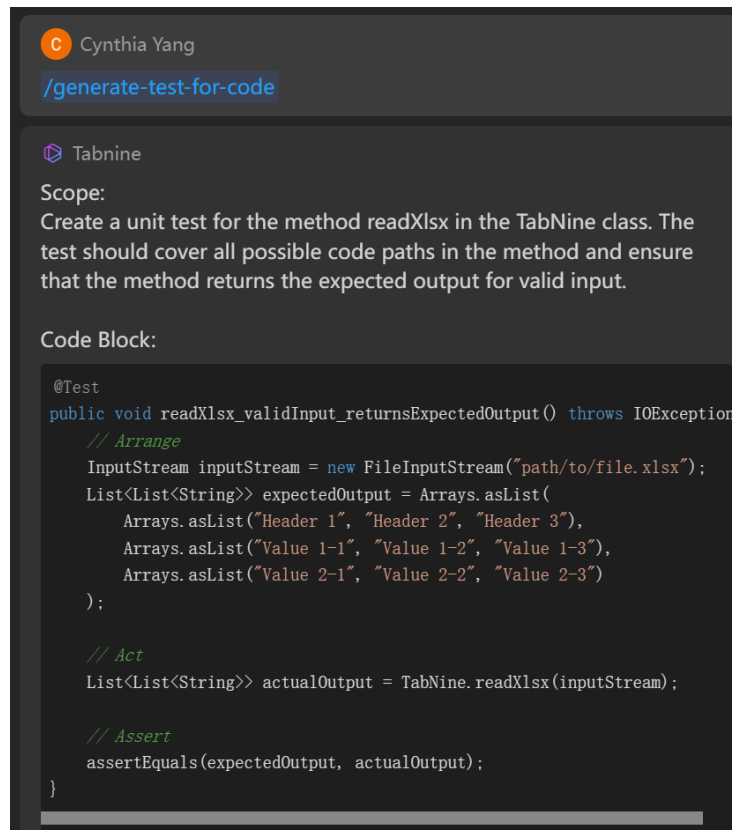 C Cynthia Yang
/generate-test-for-code
Tabnine
Scope:
Create a unit test for the method readXlsx in the TabNine class. The
test should cover all possible code paths in the method and ensure
that the method returns the expected output for valid input.
Code Block:
@Test
public void readXlsx_validInput_returnsExpectedOutput() throws IOException
// Arrange
InputStream inputStream = new FileInputStream("path/to/file.xlsx");
List<List<String>> expectedOutput = Arrays.asList(
Arrays.asList("Header 1", "Header 2", "Header 3"),
Arrays.asList("Value 1-1", "Value 1-2", "Value 1-3"),
Arrays.asList("Value 2-1", "Value 2-2", "Value 2-3")
);
// Act
List<List<String>> actualOutput = TabNine.readXlsx(inputStream);
// Assert
assertEquals(expectedOutput, actualOutput);
}